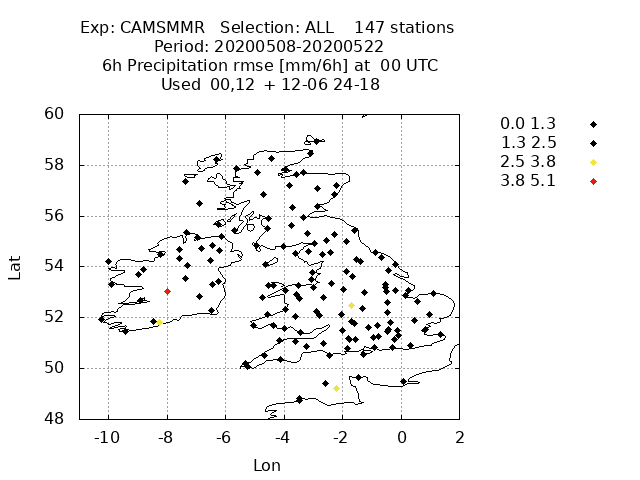 Exp: CAMSMMR   Selection: ALL    147 stations
Period: 20200508-20200522
6h Precipitation rmse [mm/6h] at  00 UTC
Used  00,12  + 12-06 24-18
0.0 1.3
1.3 2.5
2.5 3.8
3.8 5.1
60
58
56
54
52
50
48
Lat
-10 -8 -6 -4 -2 0 2
Lon